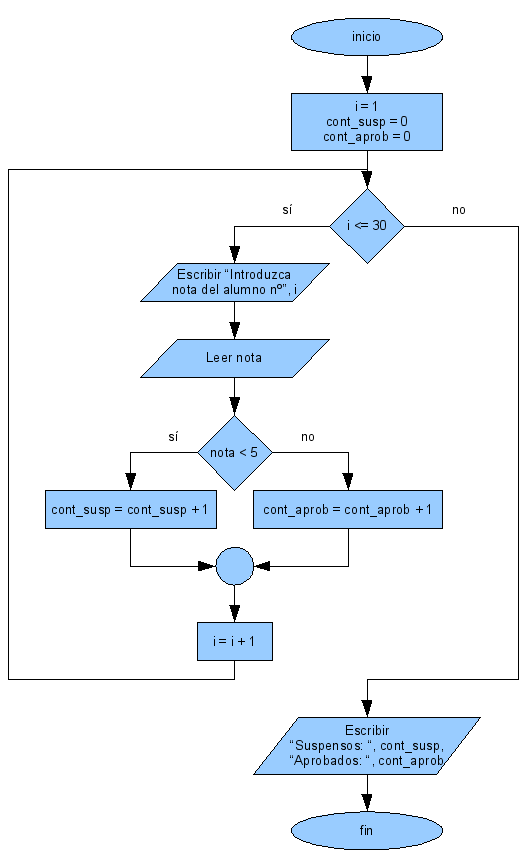 inicio
i = 1
cont_susp = 0
cont_aprob = 0
i <= 30
sí
no
Escribir “Introduzca
nota del alumno nº”, i
Leer nota
nota < 5
sí
no
cont_susp = cont_susp + 1
cont_aprob = cont_aprob + 1
i = i + 1
Escribir
“Suspensos: “, cont_susp,
“Aprobados: “, cont_aprob
fin